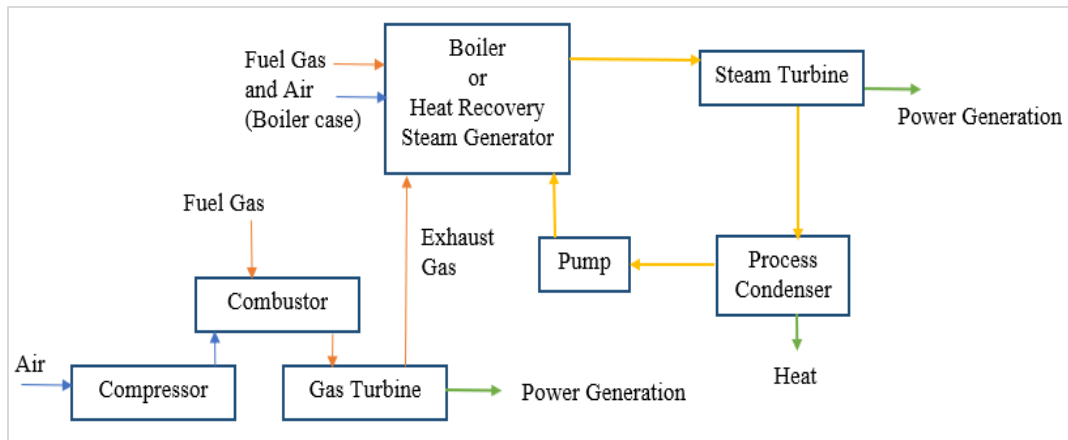 Fuel Gas
and Air
(Boiler case)
Boiler
or
Heat Recovery
Steam Generator
Steam Turbine
Power Generation
Fuel Gas
Exhaust
Gas
Pump
Process
Condenser
Combustor
Heat
Air
Compressor
Gas Turbine
Power Generation